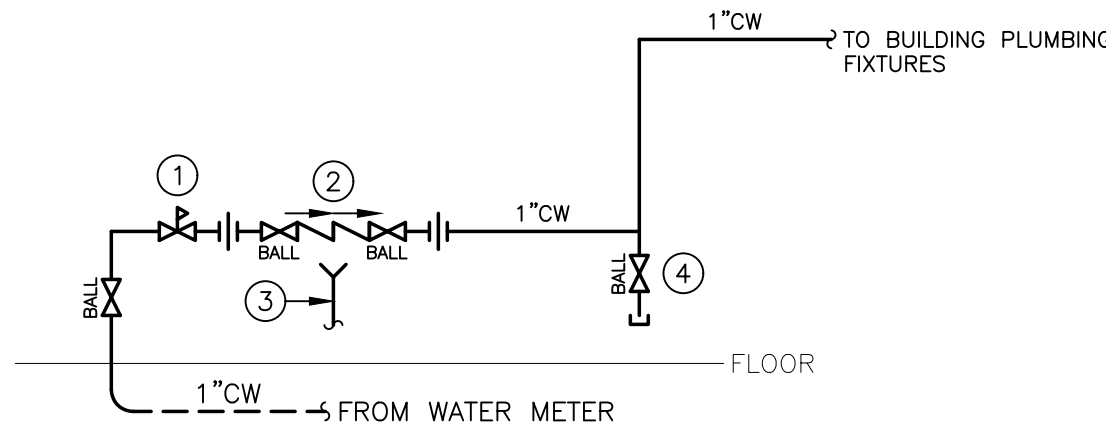 1"CW
TO BUILDING PLUMBING
FIXTURES
1
2
1"CW
BALL
BALL
BALL
BALL
3
4
FLOOR
1"CW
FROM WATER METER